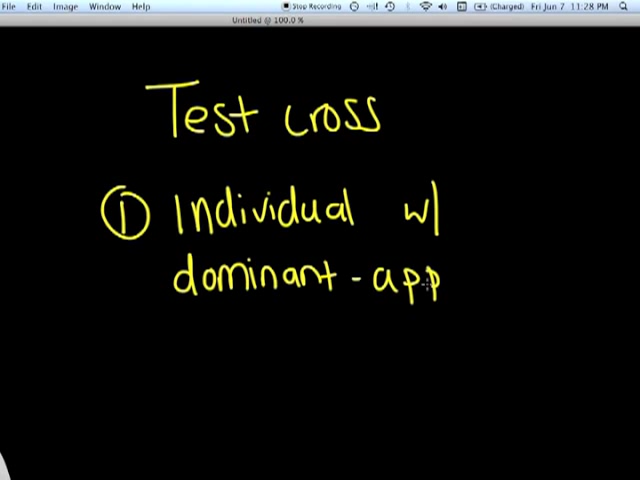 File Edit Image Window Help Stop Recording (Charged) Fri Jun 7 11:28 PM
Untitled @ 100.0 %
Test cross
① Individual w/
dominant - app